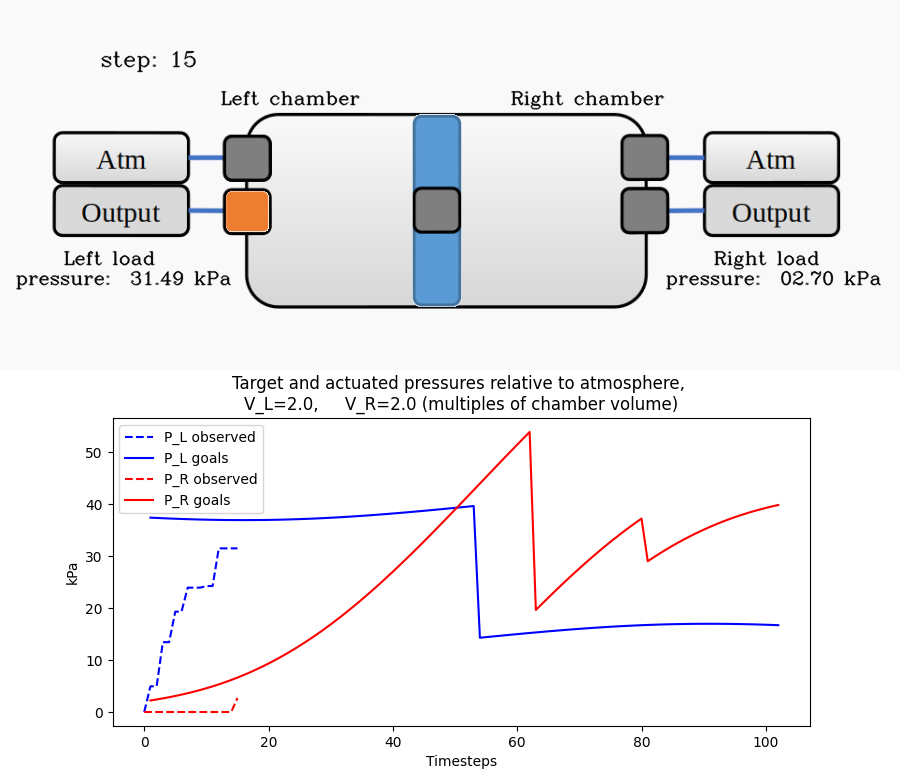 step: 15
Left chamber
Right chamber
Atm
Atm
Output
Output
Left load
pressure: 31.49 kPa
Right load
pressure: 02.70 kPa
Target and actuated pressures relative to atmosphere,
V_L=2.0, V_R=2.0 (multiples of chamber volume)
P_L observed
P_L goals
P_R observed
P_R goals
50
40
30
20
10
0
kPa
0 20 40 60 80 100
Timesteps